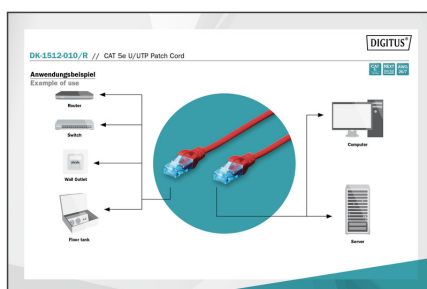 DIGITUS®
DK-1512-010/R // CAT 5e U/UTP Patch Cord
Anwendungsbeispiel
Example of use
Router
Switch
Wall Outlet
Floor tank
Computer
Server